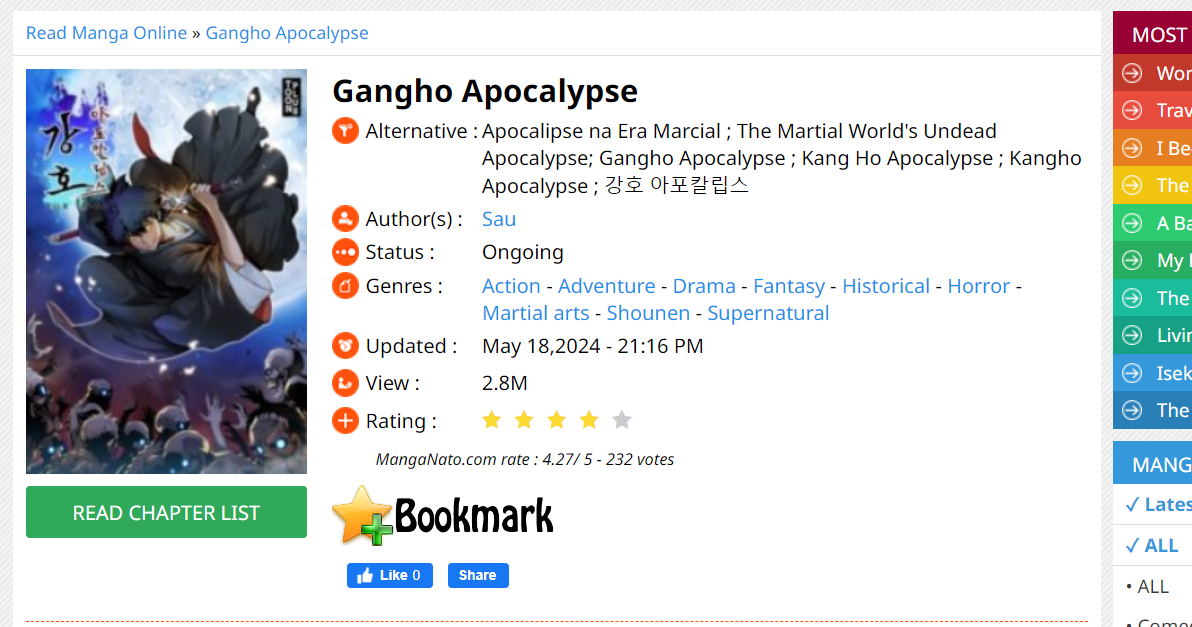 Read Manga Online » Gangho Apocalypse
아포칼립스
강호
TOON PLUS
READ CHAPTER LIST
Gangho Apocalypse
Alternative : Apocalipse na Era Marcial ; The Martial World's Undead
Apocalypse; Gangho Apocalypse ; Kang Ho Apocalypse ; Kangho
Apocalypse ; 강호 아포칼립스
Author(s) : Sau
Status : Ongoing
Genres : Action - Adventure - Drama - Fantasy - Historical - Horror -
Martial arts - Shounen - Supernatural
Updated : May 18,2024 - 21:16 PM
View : 2.8M
Rating :
MangaNato.com rate : 4.27/ 5 - 232 votes
Bookmark
Like 0 Share
MOST
Wor
Trav
I Be
The
A Ba
My
The
Livin
Isek
The
MANG
✓ Lates
✓ ALL
• ALL